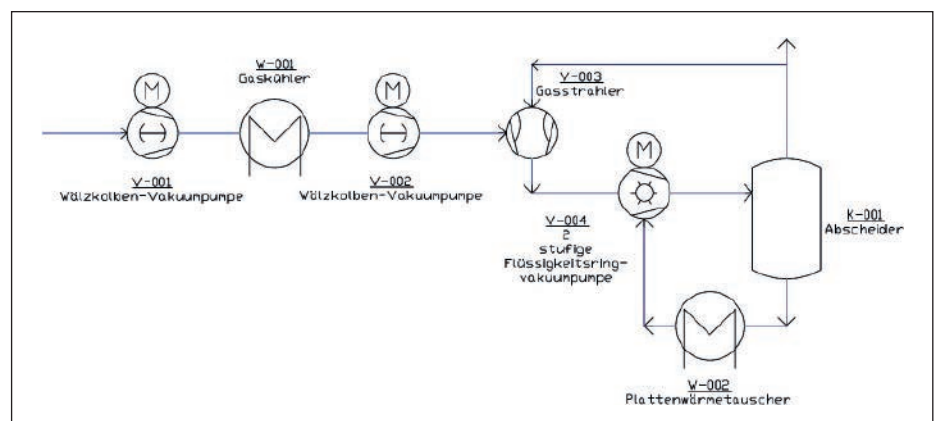 W-001
Gaskühler
M
M
V-003
Gasstrahler
M
V-001
Wälzkolben-Vakuumpumpe
V-002
Wälzkolben-Vakuumpumpe
V-004
2
stufige
Flüssigkeitsring-
vakuumpumpe
K-001
Abscheider
W-002
Plattenwärmetauscher